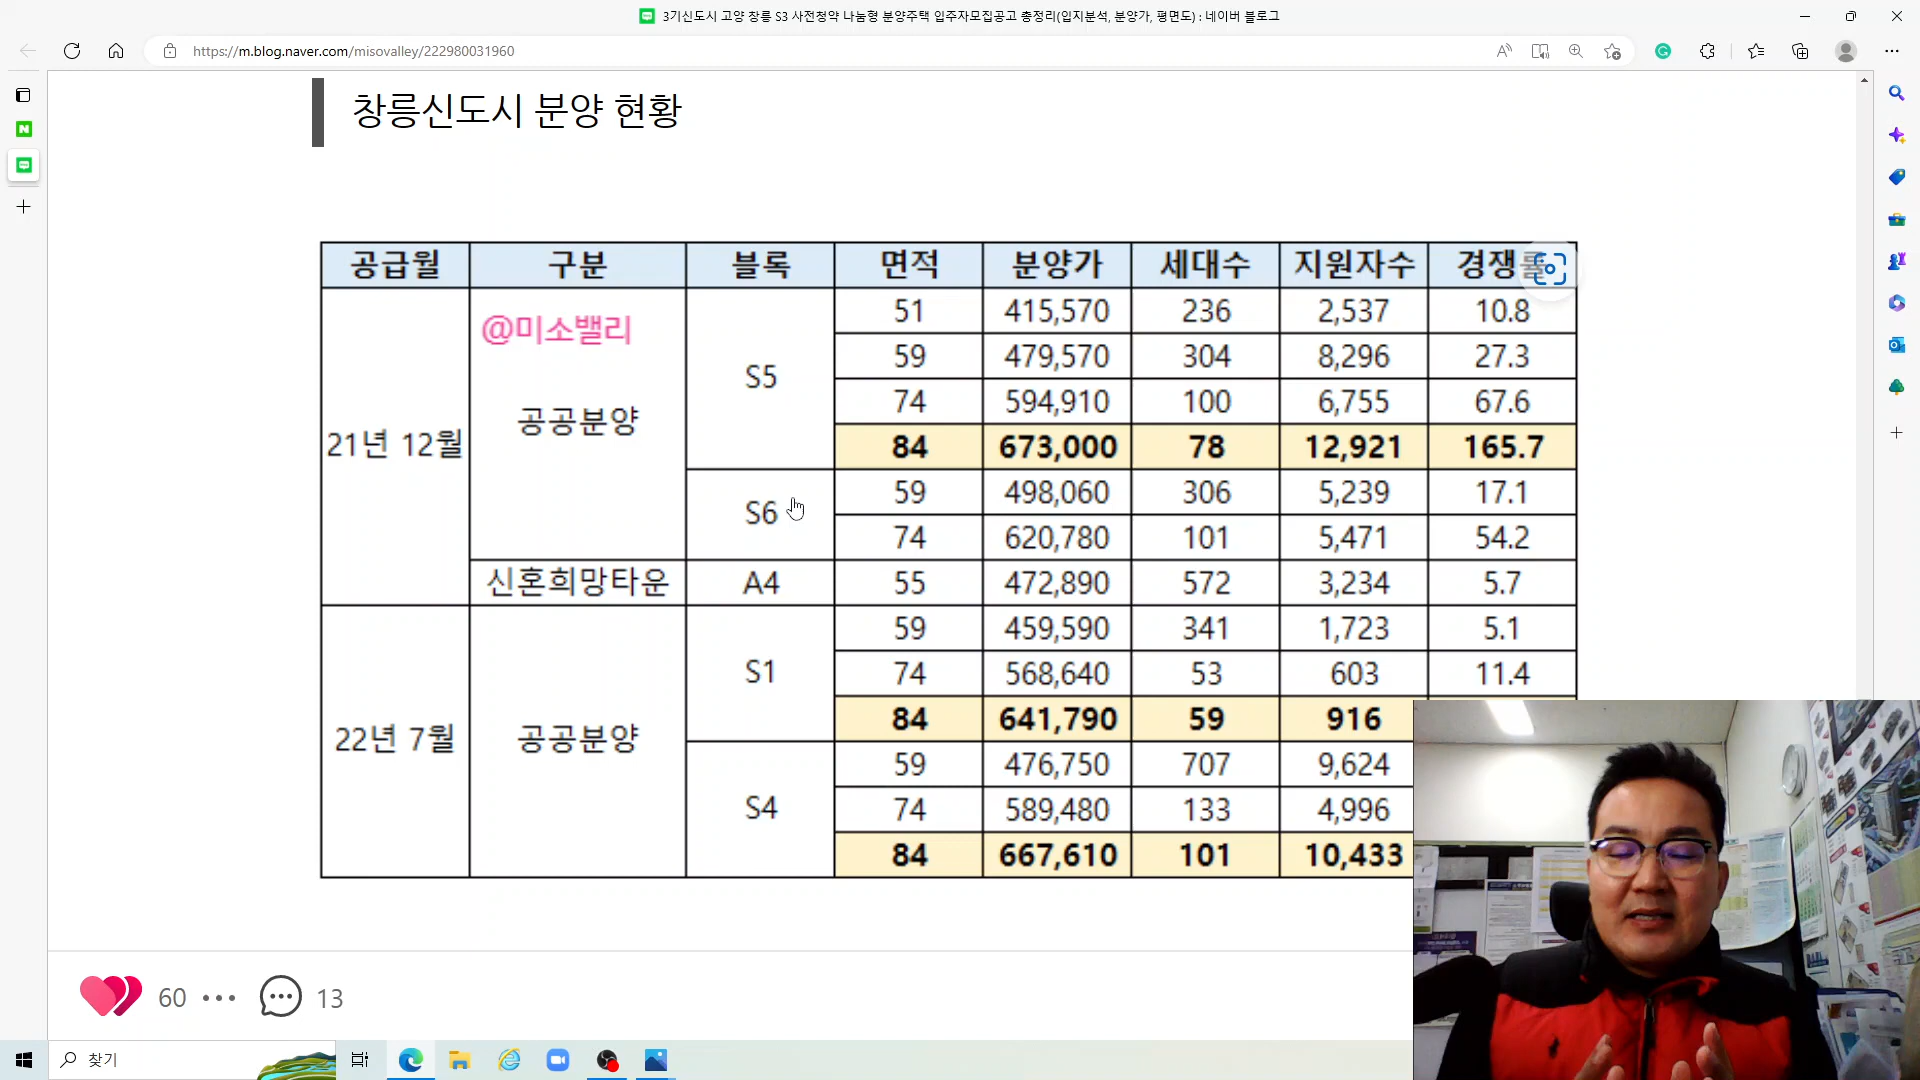 3기신도시 고양 창릉 S3 사전청약 나눔형 분양주택 입주자모집공고 총정리(입지분석, 분양가, 평면도) : 네이버 블로그
https://m.blog.naver.com/misovalley/222980031960
창릉신도시 분양 현황
공급월 구분 블록 면적 분양가 세대수 지원자수 경쟁률
21년 12월 @미소밸리 공공분양 S5 51 415,570 236 2,537 10.8
59 479,570 304 8,296 27.3
74 594,910 100 6,755 67.6
84 673,000 78 12,921 165.7
S6 59 498,060 306 5,239 17.1
74 620,780 101 5,471 54.2
신혼희망타운 A4 55 472,890 572 3,234 5.7
22년 7월 공공분양 S1 59 459,590 341 1,723 5.1
74 568,640 53 603 11.4
84 641,790 59 916
S4 59 476,750 707 9,624
74 589,480 133 4,996
84 667,610 101 10,433
60 13
찾기